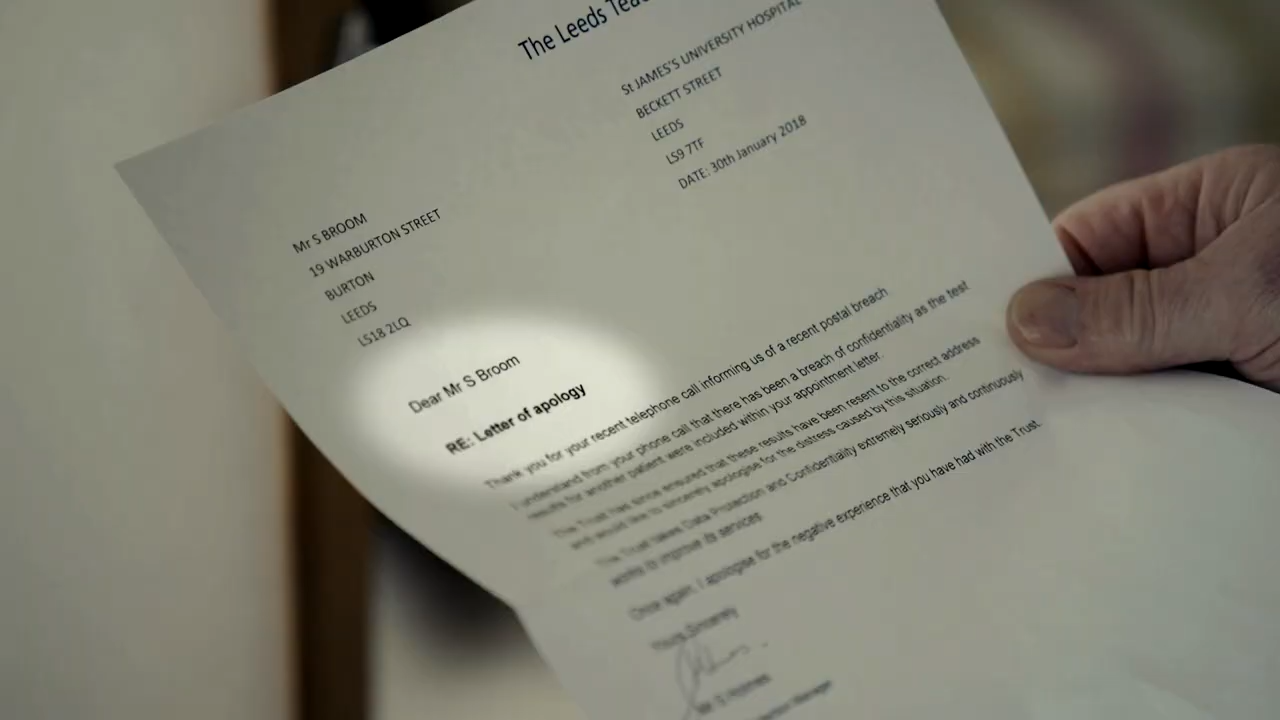 The Leeds Teac
St JAMES'S UNIVERSITY HOSPITAL
BECKETT STREET
LEEDS
LS9 7TF
DATE: 30th January 2018
Mr S BROOM
19 WARBURTON STREET
BURTON
LEEDS
LS18 2LQ
Dear Mr S Broom
RE: Letter of apology
Thank you for your recent telephone call informing us of a recent postal breach
I understand from your phone call that there has been a breach of confidentiality as the test
results for another patient were included within your appointment letter.
The Trust has since ensured that these results have been resent to the correct address
and would like to sincerely apologise for the distress caused by this situation.
The Trust takes Data Protection and Confidentiality extremely seriously and continuously
works to improve its services
Once again, I apologise for the negative experience that you have had with the Trust.
Yours Sincerely
Mr S Holmes
Manager